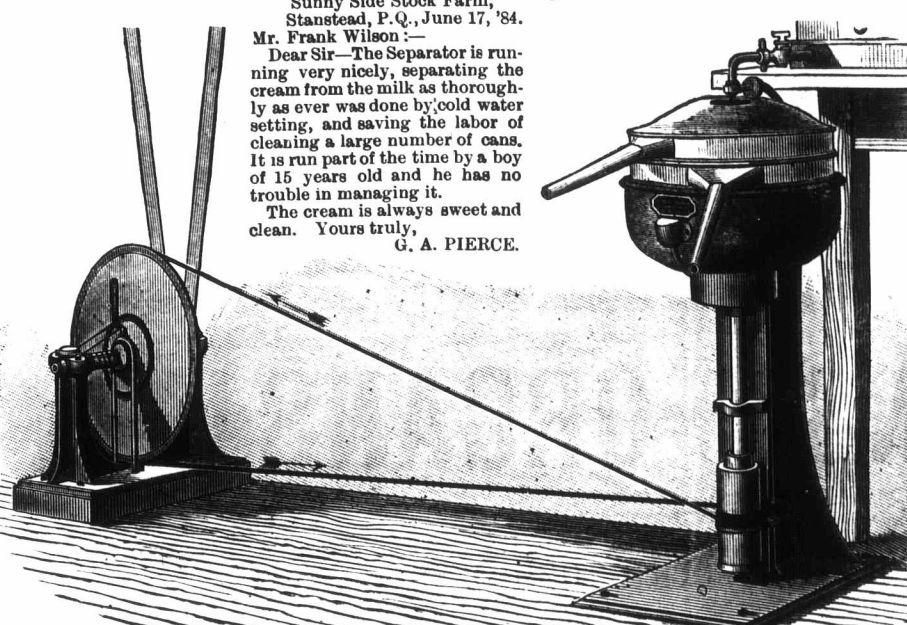 Sunny Side Stock Farm,
Stanstead, P.Q., June 17, '84.
Mr. Frank Wilson:—
Dear Sir—The Separator is run-
ning very nicely, separating the
cream from the milk as thorough-
ly as ever was done by cold water
setting, and saving the labor of
cleaning a large number of cans.
It is run part of the time by a boy
of 15 years old and he has no
trouble in managing it.
The cream is always sweet and
clean. Yours truly,
G. A. PIERCE.